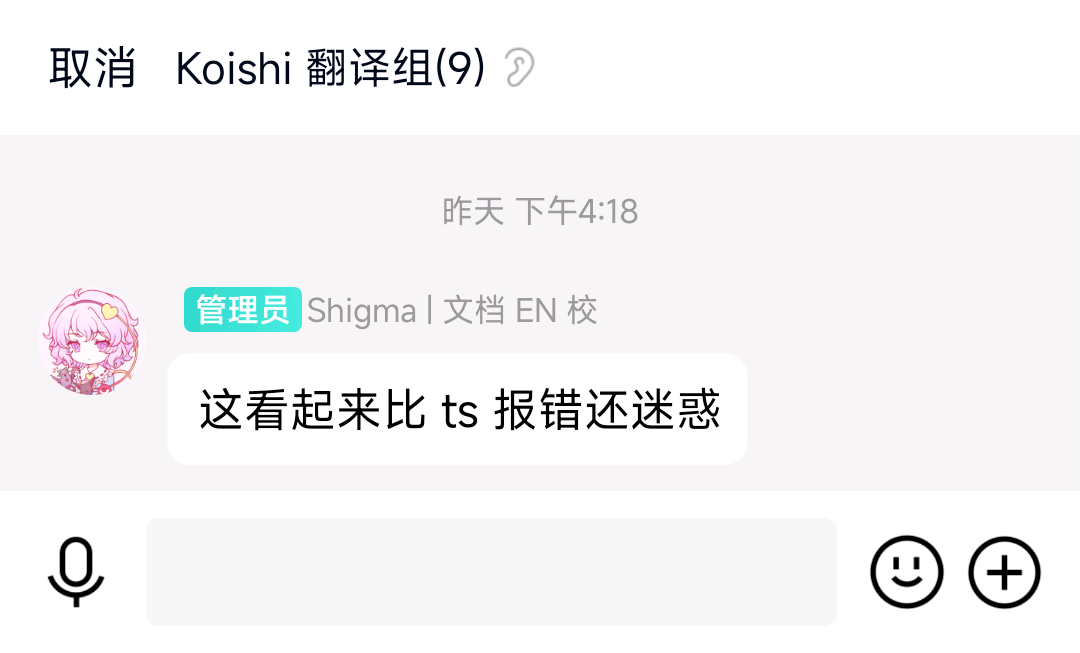 取消 Koishi 翻译组(9)
昨天 下午4:18
管理员 Shigma | 文档 EN 校
这看起来比 ts 报错还迷惑